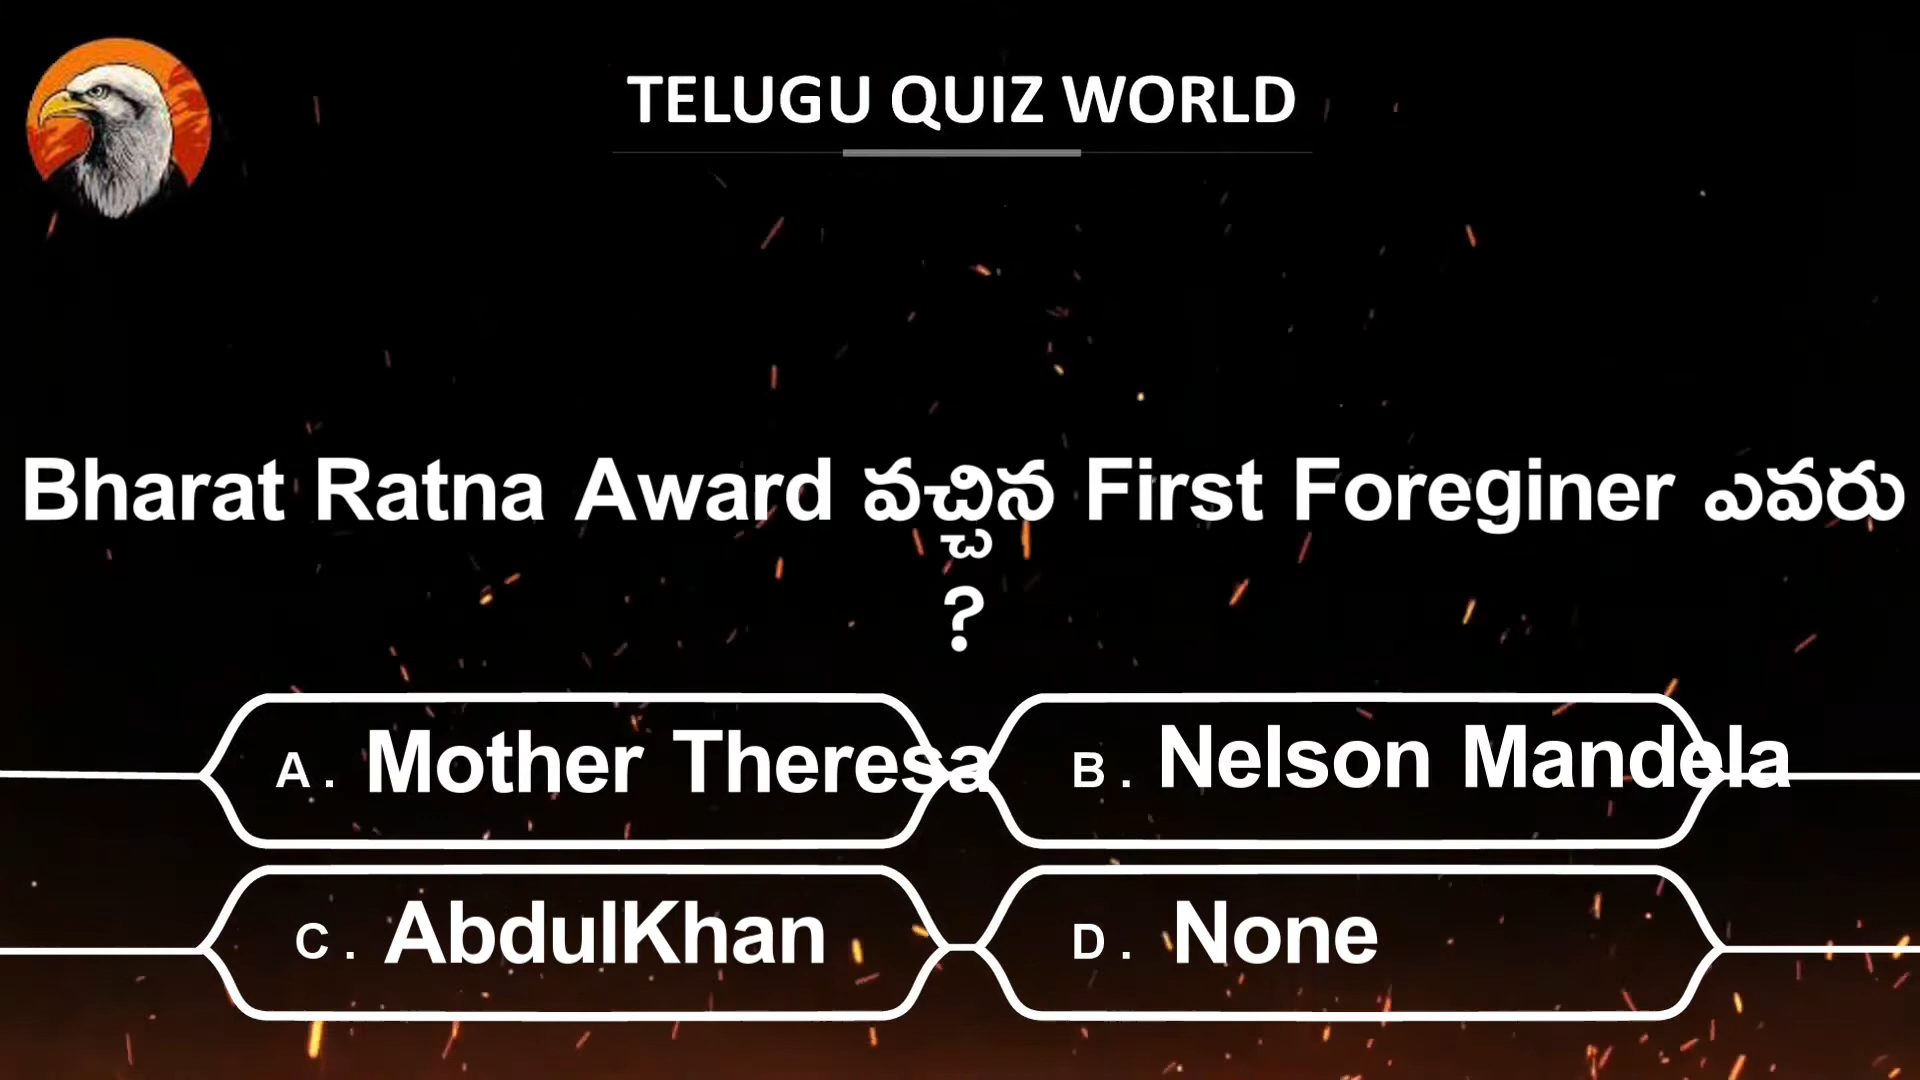 TELUGU QUIZ WORLD
Bharat Ratna Award వచ్చిన First Foreginer ఎవరు
?
A. Mother Theresa
B. Nelson Mandela
C. AbdulKhan
D. None